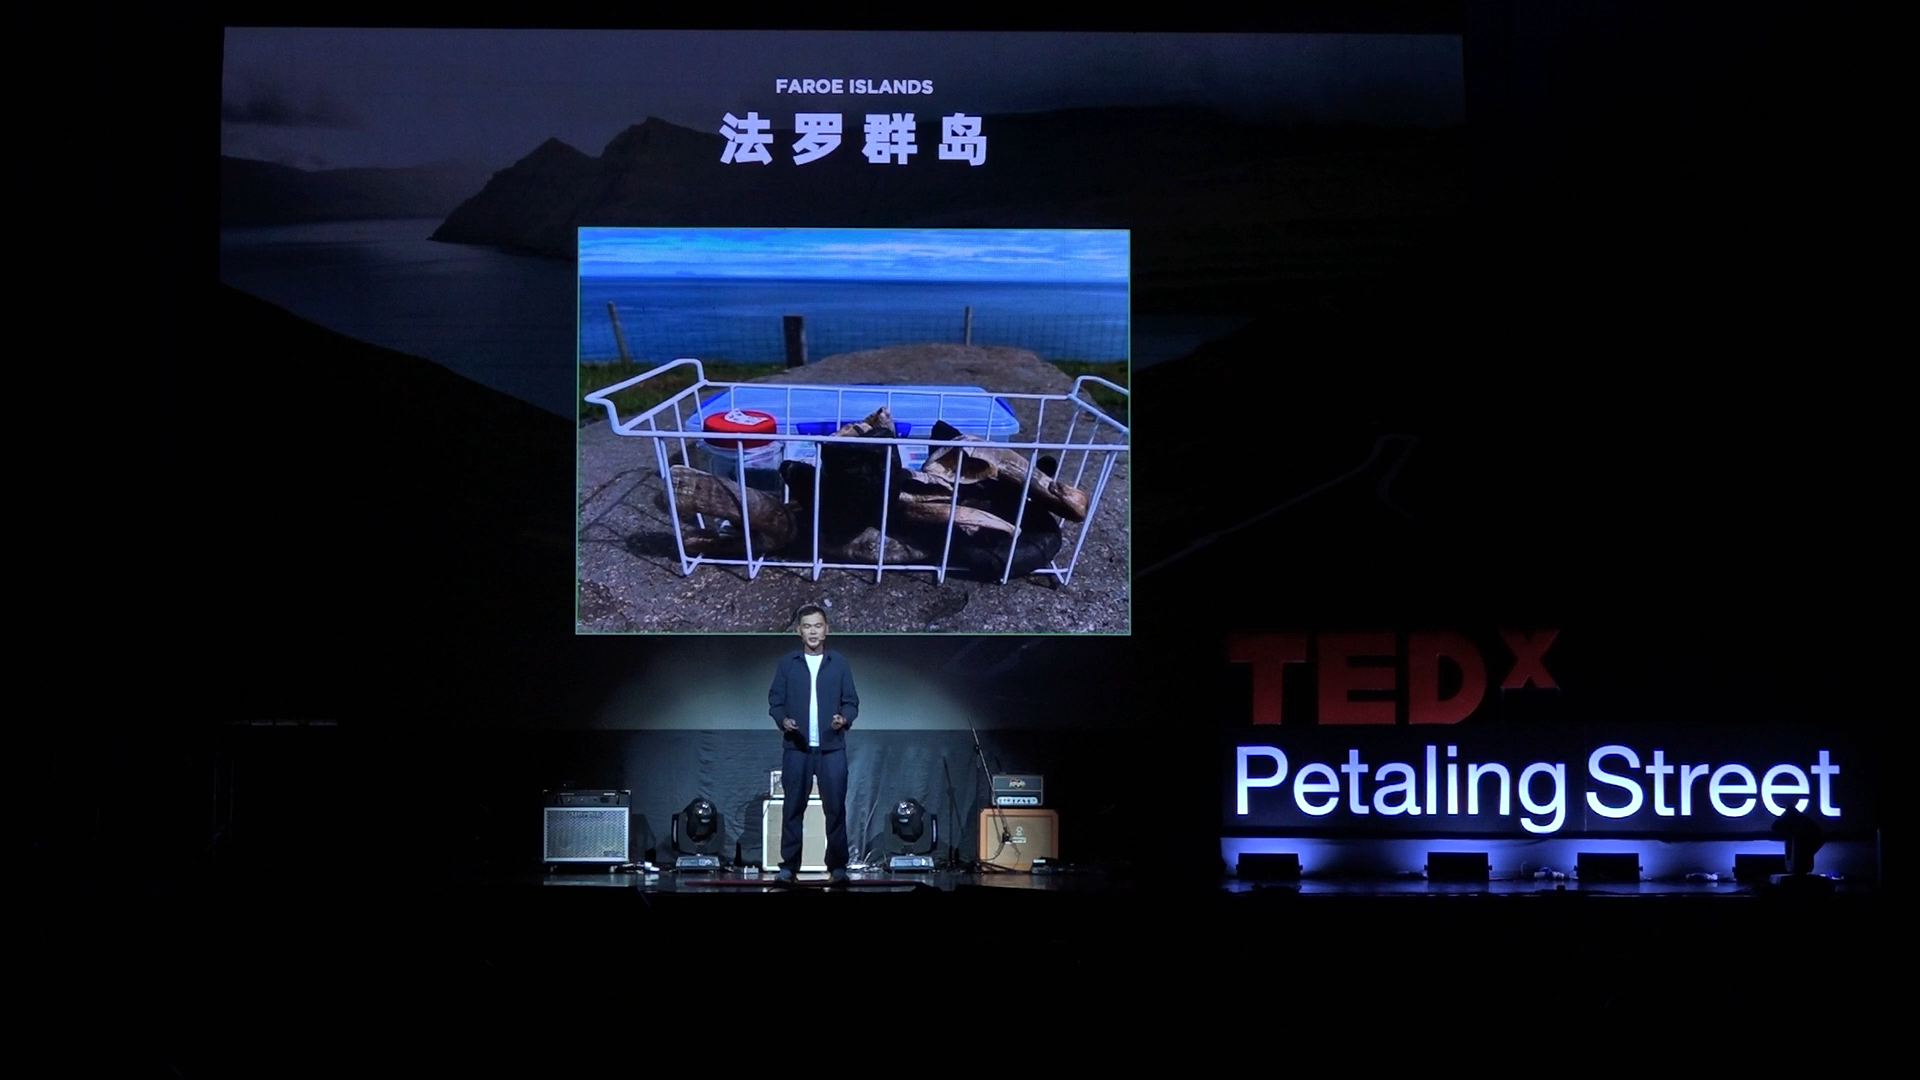 FAROE ISLANDS
法罗群岛
TEDx
Petaling Street